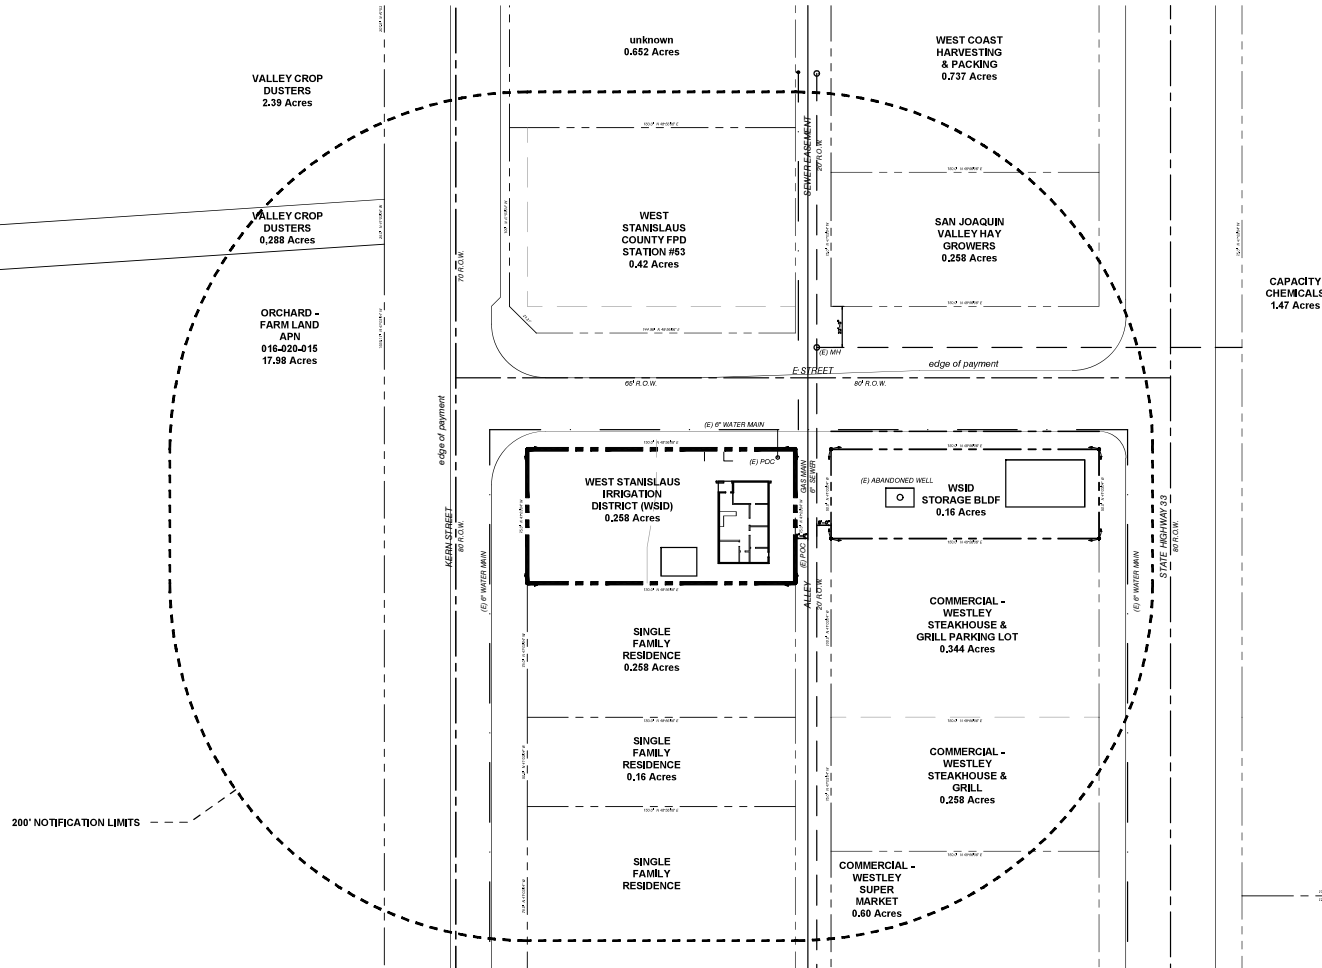 unknown
0.652 Acres
WEST COAST
HARVESTING
& PACKING
0.737 Acres
VALLEY CROP
DUSTERS
2.39 Acres
SEWER EASEMENT
20' R.O.W.
VALLEY CROP
DUSTERS
0,288 Acres
WEST
STANISLAUS
COUNTY FPD
STATION #53
0.42 Acres
SAN JOAQUIN
VALLEY HAY
GROWERS
0.258 Acres
70' R.O.W.
CAPACITY
CHEMICALS
1.47 Acres
ORCHARD -
FARM LAND
APN
016-020-015
17.98 Acres
(E) MH
edge of payment
E STREET
66' R.O.W.
80' R.O.W.
edge of payment
(E) 6" WATER MAIN
(E) POC
GAS MAIN
6" SEWER
WEST STANISLAUS
IRRIGATION
DISTRICT (WSID)
0.258 Acres
(E) ABANDONED WELL
WSID
STORAGE BLDF
0.16 Acres
KERN STREET
80' R.O.W.
STATE HIGHWAY 33
80' R.O.W.
(E) POC
(E) 6" WATER MAIN
ALLEY
20' R.O.W.
(E) 6" WATER MAIN
SINGLE
FAMILY
RESIDENCE
0.258 Acres
COMMERCIAL -
WESTLEY
STEAKHOUSE &
GRILL PARKING LOT
0.344 Acres
SINGLE
FAMILY
RESIDENCE
0.16 Acres
COMMERCIAL -
WESTLEY
STEAKHOUSE &
GRILL
0.258 Acres
200' NOTIFICATION LIMITS
SINGLE
FAMILY
RESIDENCE
COMMERCIAL -
WESTLEY
SUPER
MARKET
0.60 Acres